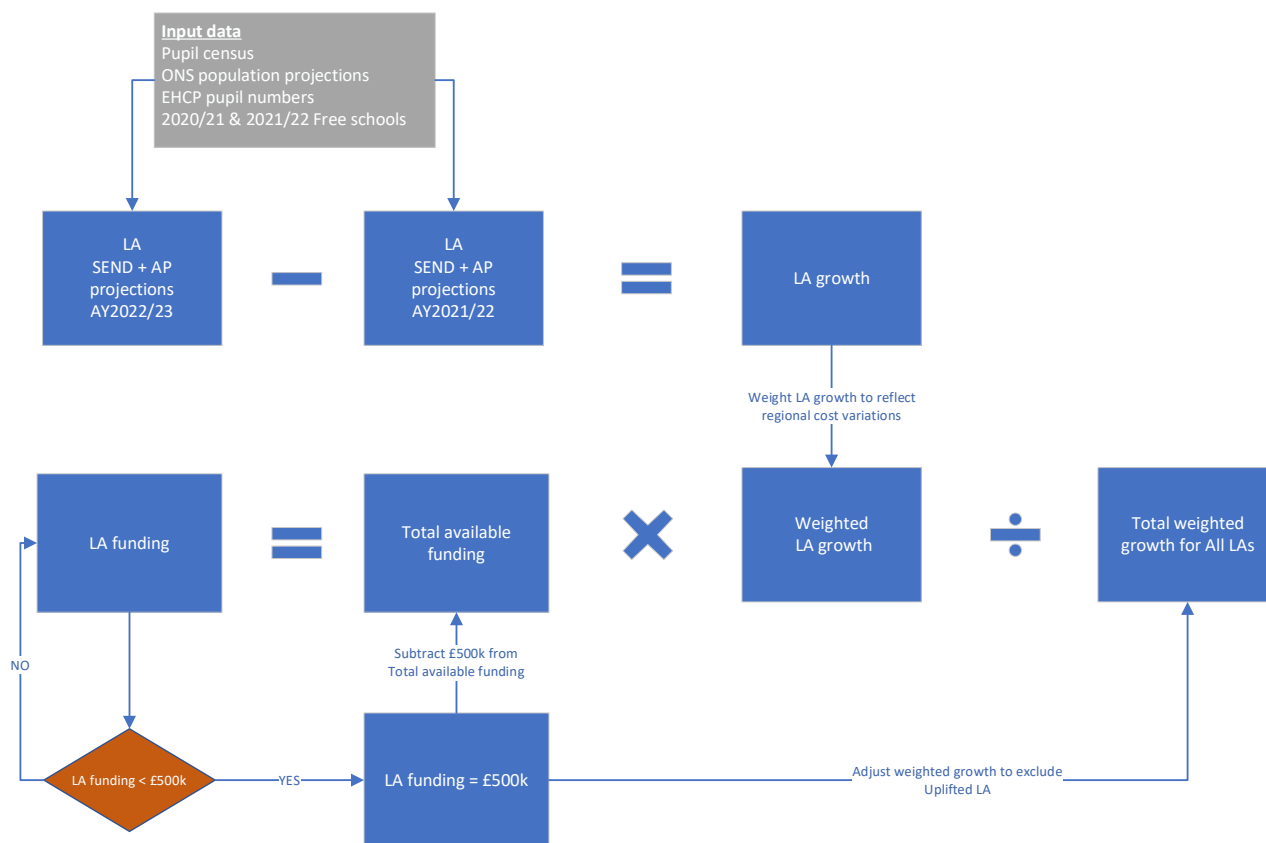 Input data
Pupil census
ONS population projections
EHCP pupil numbers
2020/21 & 2021/22 Free schools
LA
SEND + AP
projections
AY2022/23
LA
SEND + AP
projections
AY2021/22
LA growth
Weight LA growth to reflect
regional cost variations
LA funding
Total available
funding
Weighted
LA growth
Total weighted
growth for All LAs
Subtract £500k from
Total available funding
NO
LA funding < £500k
YES
LA funding = £500k
Adjust weighted growth to exclude
Uplifted LA